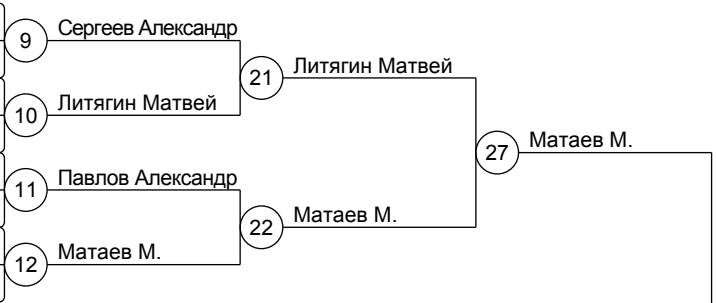 9 Сергеев Александр
21 Литягин Матвей
10 Литягин Матвей
27 Матаев М.
11 Павлов Александр
22 Матаев М.
12 Матаев М.